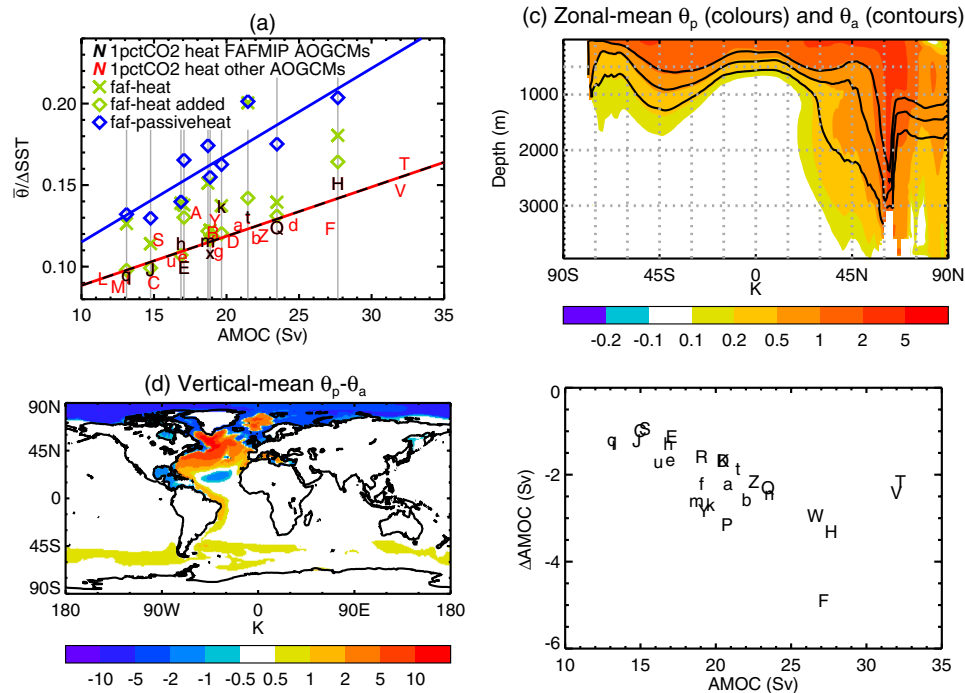 (a)
N 1pctCO2 heat FAFMIP AOGCMs
N 1pctCO2 heat other AOGCMs
faf-heat
faf-heat added
faf-passiveheat
0.20
0.15
0.10
θ/ΔSST
10 15 20 25 30 35
AMOC (Sv)
L M q J C S u h E A m R Y k x g D a t b Z Q d F H V T
(c) Zonal-mean θp (colours) and θa (contours)
1000
2000
3000
Depth (m)
90S 45S 0 45N 90N
K
-0.2 -0.1 0.1 0.2 0.5 1 2 5
(d) Vertical-mean θp-θa
90N
45N
0
45S
90S
180 90W 0 90E 180
K
-10 -5 -2 -1 -0.5 0.5 1 2 5 10
0
-2
-4
-6
ΔAMOC (Sv)
q J S u e E R f m Y k a t P b Z Q W H F V T
10 15 20 25 30 35
AMOC (Sv)